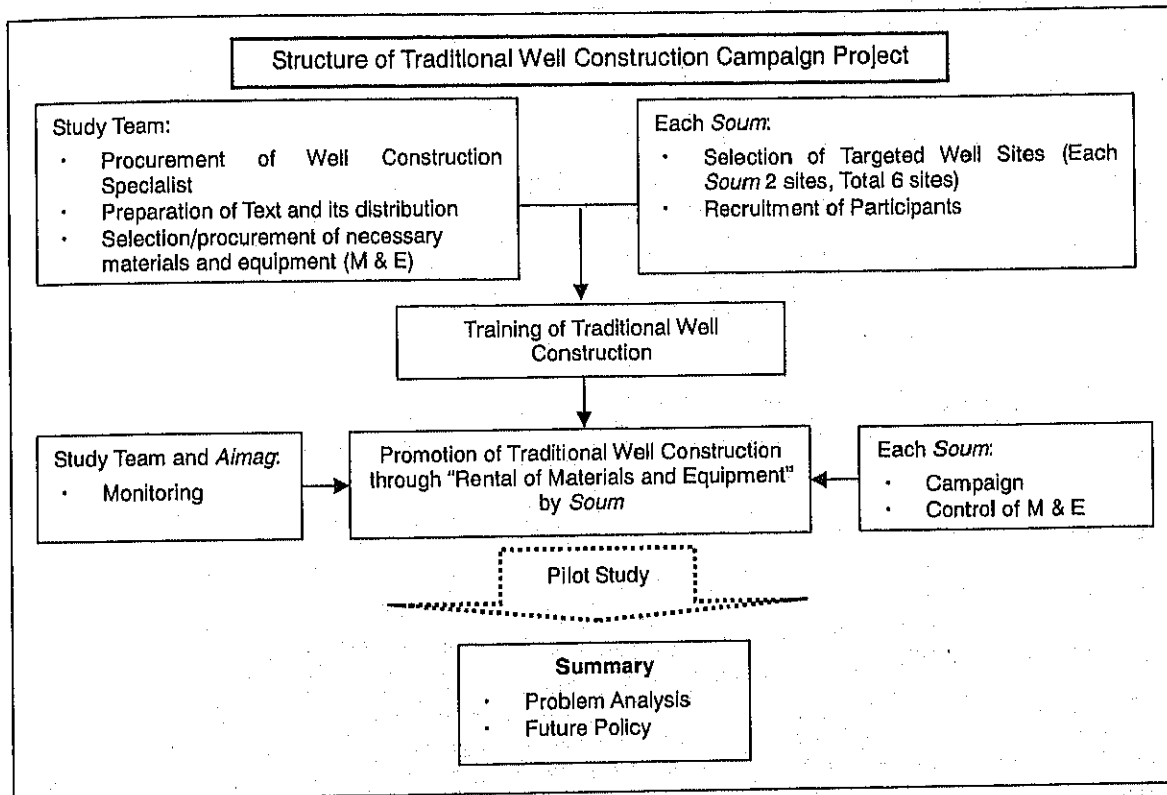 Structure of Traditional Well Construction Campaign Project
Study Team:
· Procurement of Well Construction
Specialist
· Preparation of Text and its distribution
· Selection/procurement of necessary
materials and equipment (M & E)
Each Soum:
· Selection of Targeted Well Sites (Each
Soum 2 sites, Total 6 sites)
· Recruitment of Participants
Training of Traditional Well
Construction
Study Team and Aimag:
· Monitoring
Promotion of Traditional Well Construction
through "Rental of Materials and Equipment"
by Soum
Each Soum:
· Campaign
· Control of M & E
Pilot Study
Summary
· Problem Analysis
· Future Policy